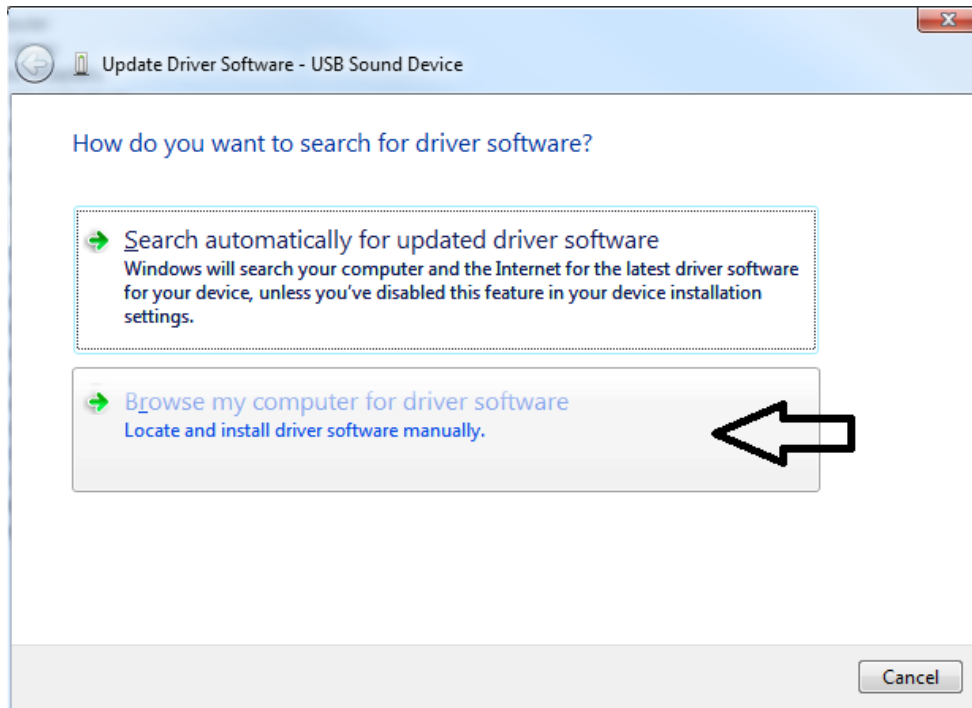 Update Driver Software - USB Sound Device
How do you want to search for driver software?
Search automatically for updated driver software
Windows will search your computer and the Internet for the latest driver software
for your device, unless you've disabled this feature in your device installation
settings.
Browse my computer for driver software
Locate and install driver software manually.
Cancel